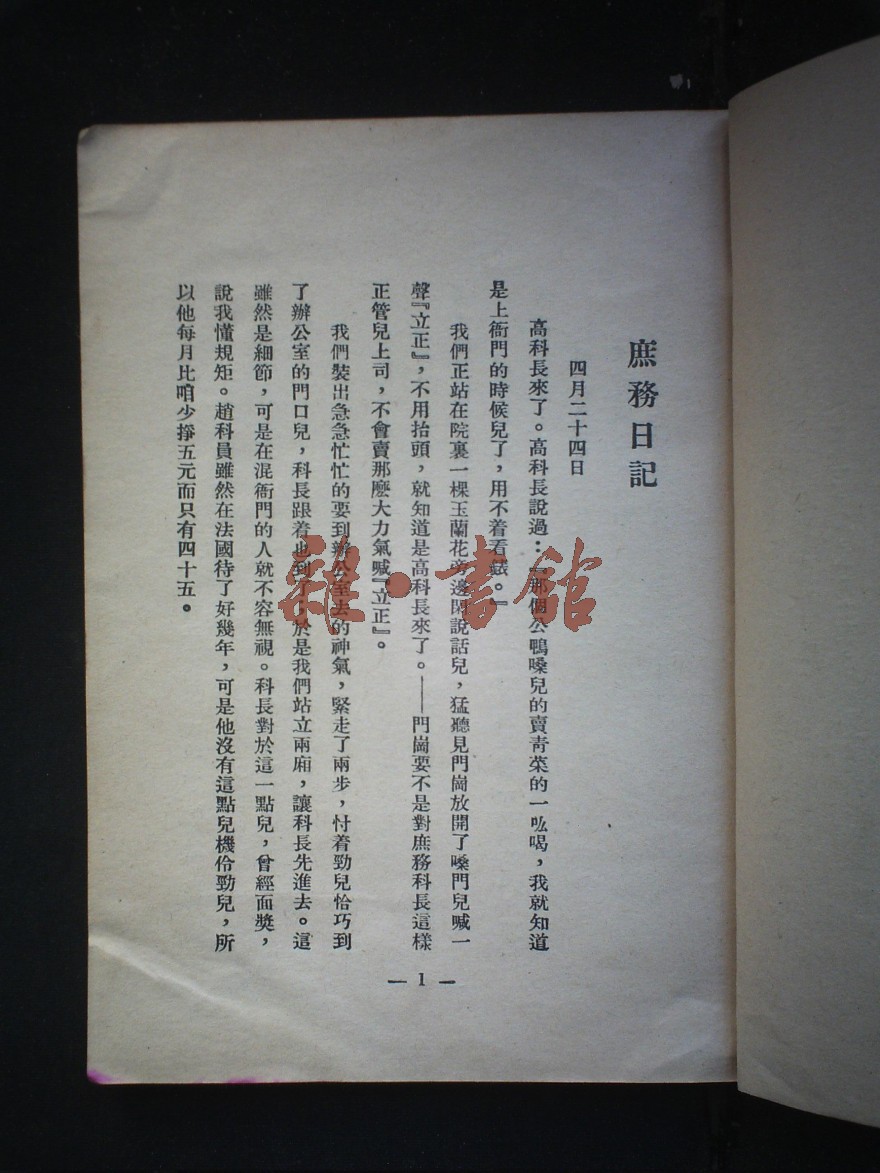 庶務日記
四月二十四日
高科長來了。高科長說過：『那個公鴨嗓兒的賣靑菜的一吆喝，我就知道
是上衙門的時候兒了，用不着看錶。』
我們正站在院裏一棵玉蘭花旁邊閑說話兒，猛聽見門崗放開了嗓門兒喊一
聲『立正』，不用抬頭，就知道是高科長來了。——門崗要不是對庶務科長這樣
正管兒上司，不會賣那麽大力氣喊『立正』。
我們裝出急急忙忙的要到辦公室去的神氣，緊走了兩步，忖着勁兒恰巧到
了辦公室的門口兒，科長跟着也到了；於是我們站立兩廂，讓科長先進去。這
雖然是細節，可是在混衙門的人就不容無視。科長對於這一點兒，曾經面獎，
說我懂規矩。趙科員雖然在法國待了好幾年，可是他沒有這點兒機伶勁兒，所
以他每月比咱少掙五元而只有四十五。
— 1 —
雜·書館